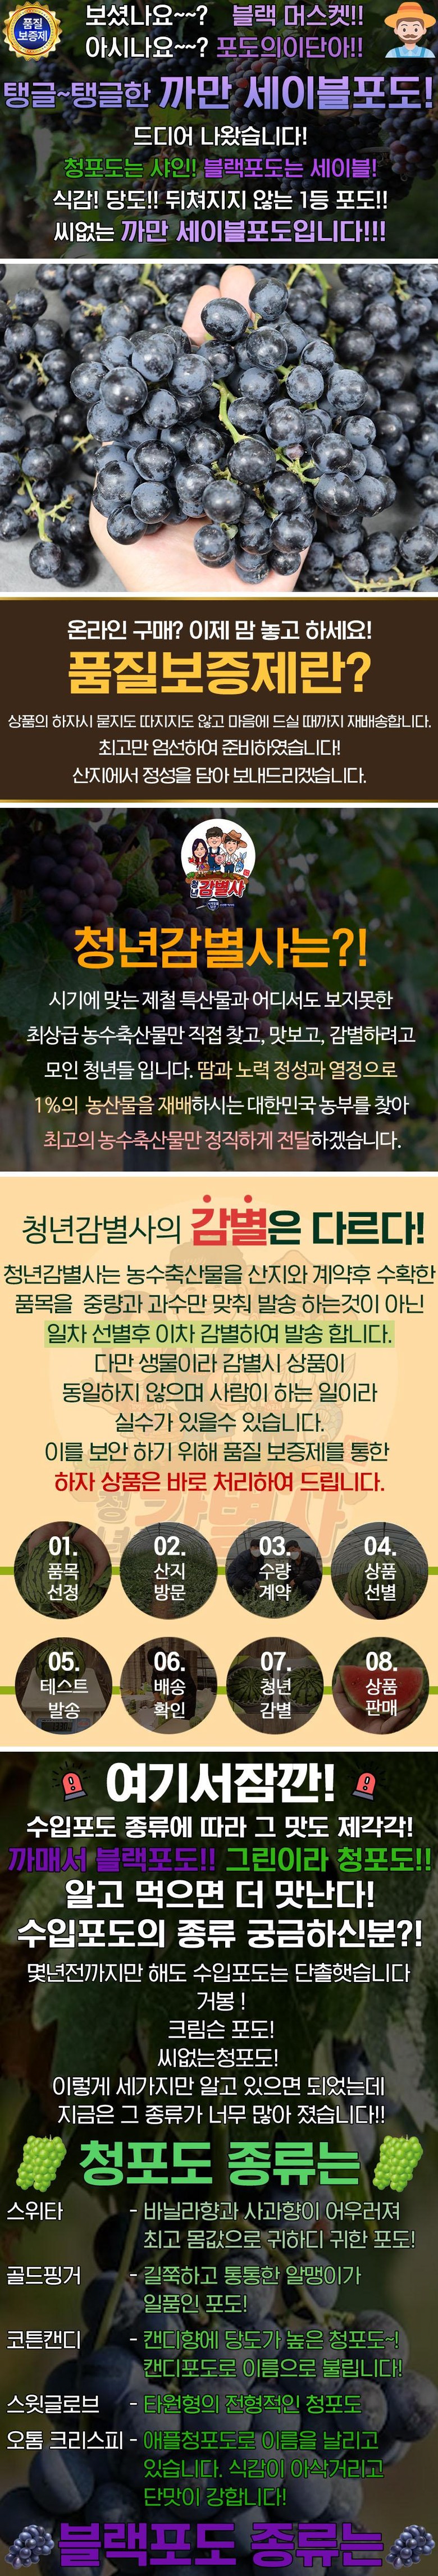 품질
보증제
보셨나요~~? 블랙 머스켓!!
아시나요~~? 포도의이단아!!
탱글~탱글한 까만 세이블포도!
드디어 나왔습니다!
청포도는 샤인! 블랙포도는 세이블!
식감! 당도!! 뒤쳐지지 않는 1등 포도!!
씨없는 까만 세이블포도입니다!!!
온라인 구매? 이제 맘 놓고 하세요!
품질보증제란?
상품의 하자시 묻지도 따지지도 않고 마음에 드실 때까지 재배송합니다.
최고만 엄선하여 준비하였습니다!
산지에서 정성을 담아 보내드리겠습니다.
청년감별사
청년감별사는?!
시기에 맞는 제철 특산물과 어디서도 보지못한
최상급 농수축산물만 직접 찾고, 맛보고, 감별하려고
모인 청년들 입니다. 땀과 노력 정성과 열정으로
1%의 농산물을 재배하시는 대한민국 농부를 찾아
최고의 농수축산물만 정직하게 전달하겠습니다.
청년감별사의 감별은 다르다!
청년감별사는 농수축산물을 산지와 계약후 수확한
품목을 중량과 과수만 맞춰 발송 하는것이 아닌!
일차 선별후 이차 감별하여 발송 합니다.
다만 생물이라 감별시 상품이
동일하지 않으며 사람이 하는 일이라
실수가 있을수 있습니다.
이를 보안 하기 위해 품질 보증제를 통한
하자 상품은 바로 처리하여 드립니다.
01. 02. 03. 04.
품목 산지 수량 상품
선정 방문 계약 선별
05. 06. 07. 08.
테스트 배송 청년 상품
발송 확인 감별 판매
여기서잠깐!
수입포도 종류에 따라 그 맛도 제각각!
까매서 블랙포도!! 그린이라 청포도!!
알고 먹으면 더 맛난다!
수입포도의 종류 궁금하신분?!
몇년전까지만 해도 수입포도는 단촐햇습니다
거봉 !
크림슨 포도!
씨없는청포도!
이렇게 세가지만 알고 있으면 되었는데
지금은 그 종류가 너무 많아 졌습니다!!
청포도 종류는
스위타 - 바닐라향과 사과향이 어우러져
최고 몸값으로 귀하디 귀한 포도!
골드핑거 - 길쭉하고 통통한 알맹이가
일품인 포도!
코튼캔디 - 캔디향에 당도가 높은 청포도~!
캔디포도로 이름으로 불립니다!
스윗글로브 - 타원형의 전형적인 청포도
오톰 크리스피 - 애플청포도로 이름을 날리고
있습니다. 식감이 아삭거리고
단맛이 강합니다!
블랙포도 종류는